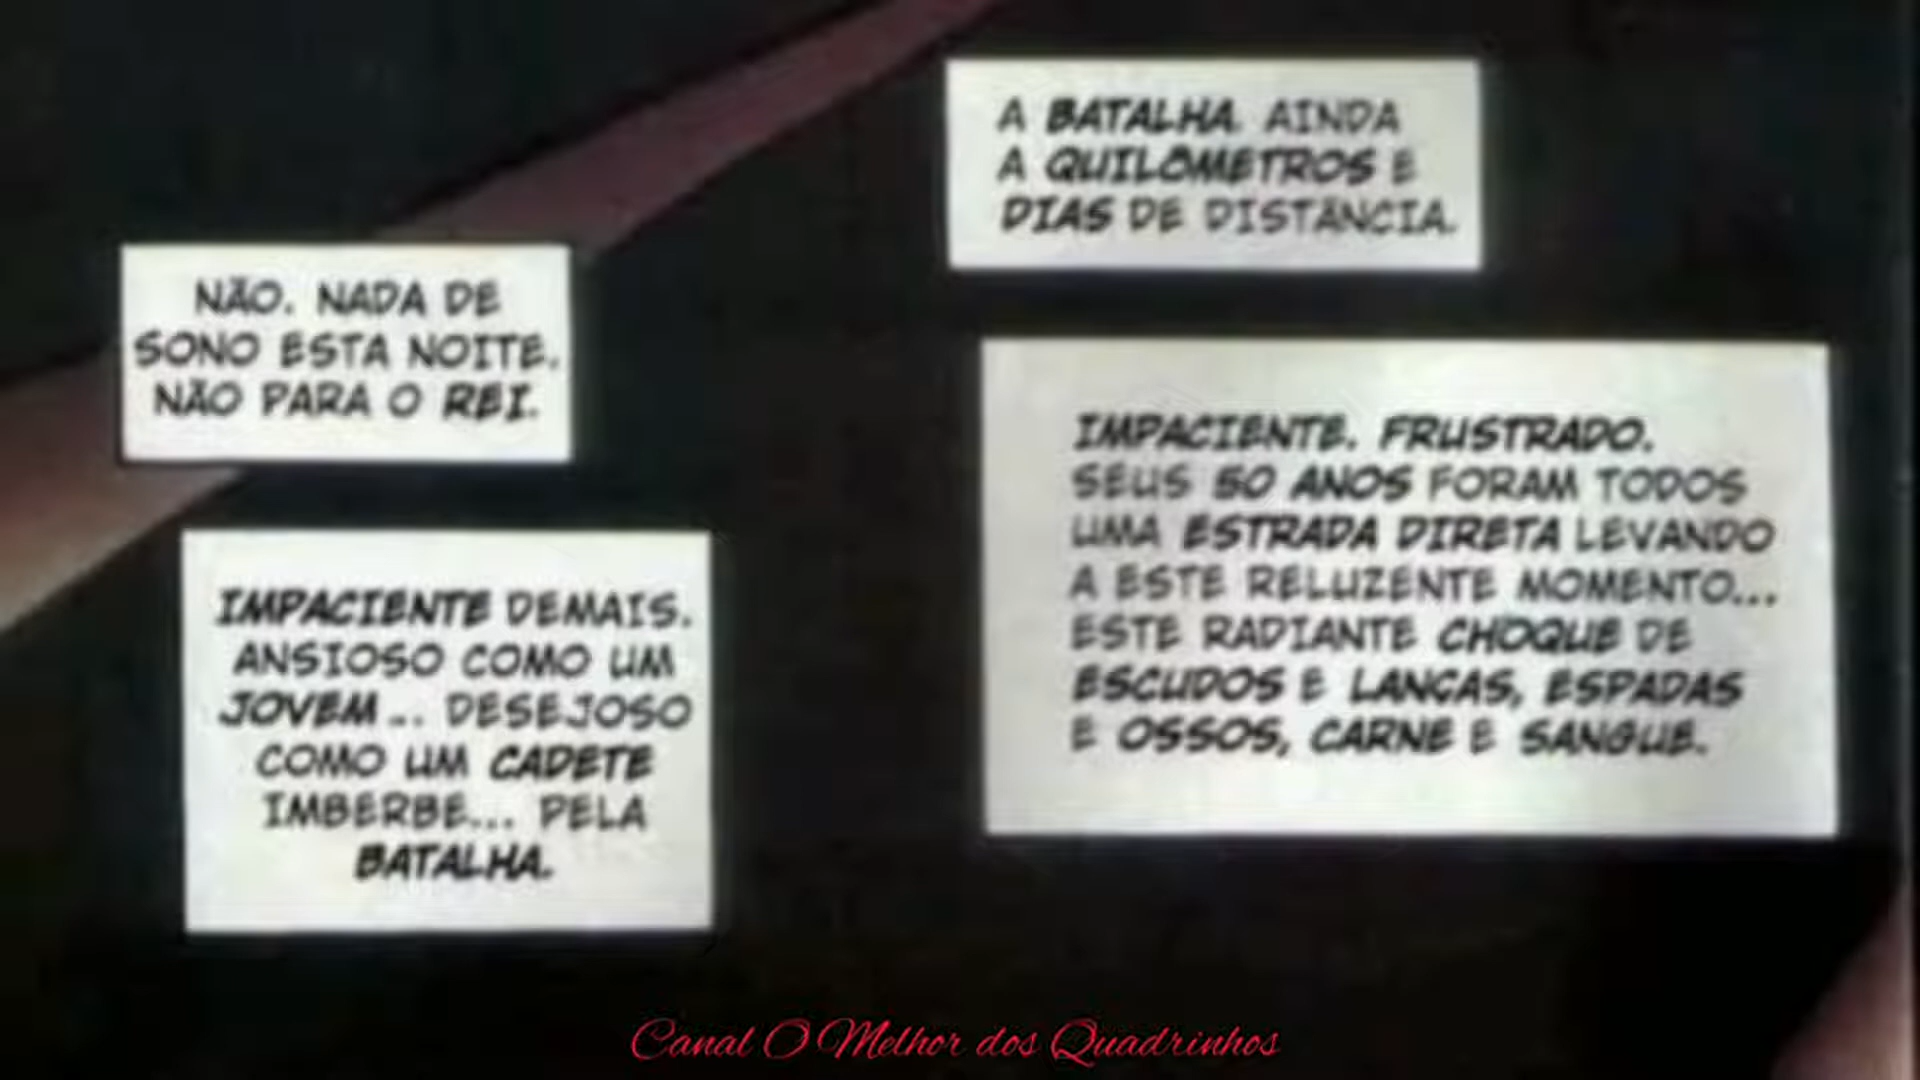 NÃO. NADA DE
SONO ESTA NOITE.
NÃO PARA O REI.
IMPACIENTE DEMAIS.
ANSIOSO COMO UM
JOVEM... DESEJOSO
COMO UM CADETE
IMBERBE... PELA
BATALHA.
A BATALHA. AINDA
A QUILÔMETROS E
DIAS DE DISTÂNCIA.
IMPACIENTE. FRUSTRADO.
SEUS 50 ANOS FORAM TODOS
UMA ESTRADA DIRETA LEVANDO
A ESTE RELUZENTE MOMENTO...
ESTE RADIANTE CHOQUE DE
ESCUDOS E LANÇAS, ESPADAS
E OSSOS, CARNE E SANGUE.
Canal O Melhor dos Quadrinhos